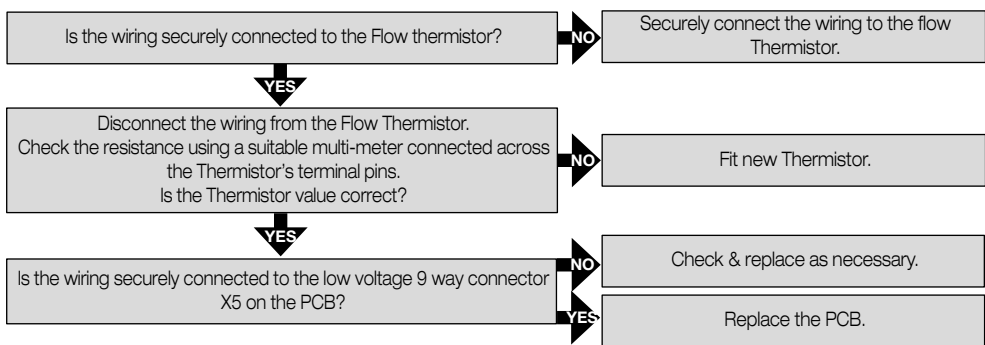 Is the wiring securely connected to the Flow thermistor?
NO
Securely connect the wiring to the flow
Thermistor.
YES
Disconnect the wiring from the Flow Thermistor.
Check the resistance using a suitable multi-meter connected across
the Thermistor's terminal pins.
Is the Thermistor value correct?
NO
Fit new Thermistor.
YES
Is the wiring securely connected to the low voltage 9 way connector
X5 on the PCB?
NO
Check & replace as necessary.
YES
Replace the PCB.